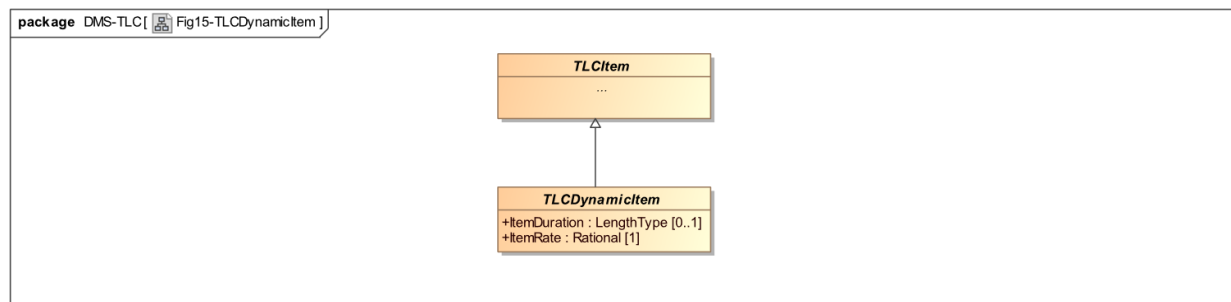 package DMS-TLC [ Fig15-TLCDynamicItem ]
TLCItem
...
TLCDynamicItem
+ItemDuration : LengthType [0..1]
+ItemRate : Rational [1]